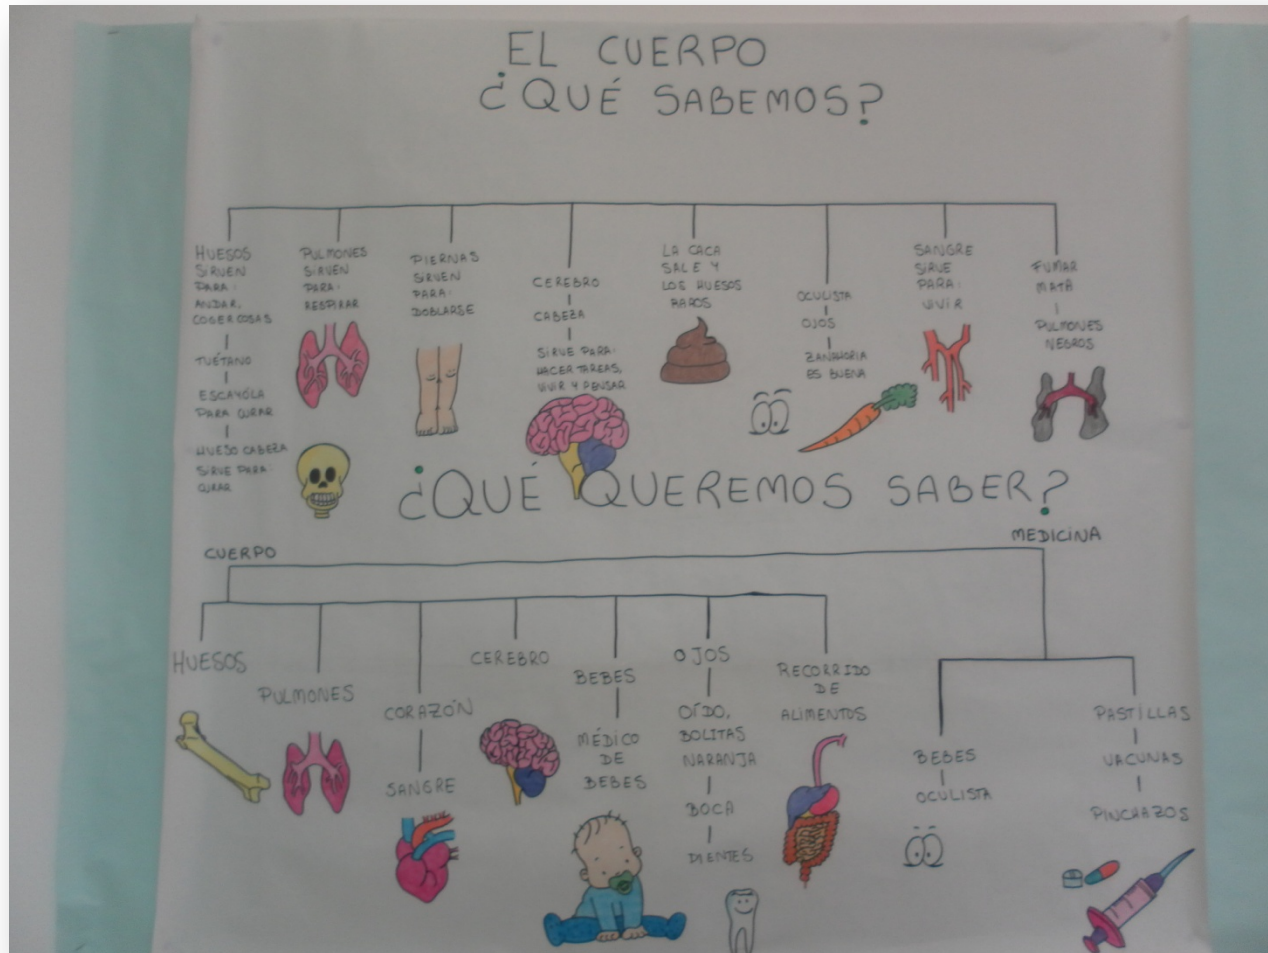 EL CUERPO
¿QUÉ SABEMOS?
HUESOS
SIRVEN
PARA:
ANDAR,
COGER COSAS
TUÉTANO
ESCAYOLA
PARA CURAR
HUESO CABEZA
SIRVE PARA:
CURAR
PULMONES
SIRVEN
PARA:
RESPIRAR
PIERNAS
SIRVEN
PARA:
DOBLARSE
CEREBRO
CABEZA
SIRVE PARA:
HACER TAREAS,
VIVIR Y PENSAR
LA CACA
SALE Y
LOS HUESOS
RAROS
OCULISTA
OJOS
ZANAHORIA
ES BUENA
SANGRE
SIRVE
PARA:
VIVIR
FUMAR
MATA
PULMONES
NEGROS
¿QUÉ QUEREMOS SABER?
CUERPO
HUESOS
PULMONES
CORAZÓN
SANGRE
CEREBRO
BEBES
MÉDICO
DE
BEBES
OJOS
OÍDO,
BOLITAS
NARANJA
BOCA
DIENTES
RECORRIDO
DE
ALIMENTOS
MEDICINA
BEBES
OCULISTA
PASTILLAS
VACUNAS
PINCHAZOS